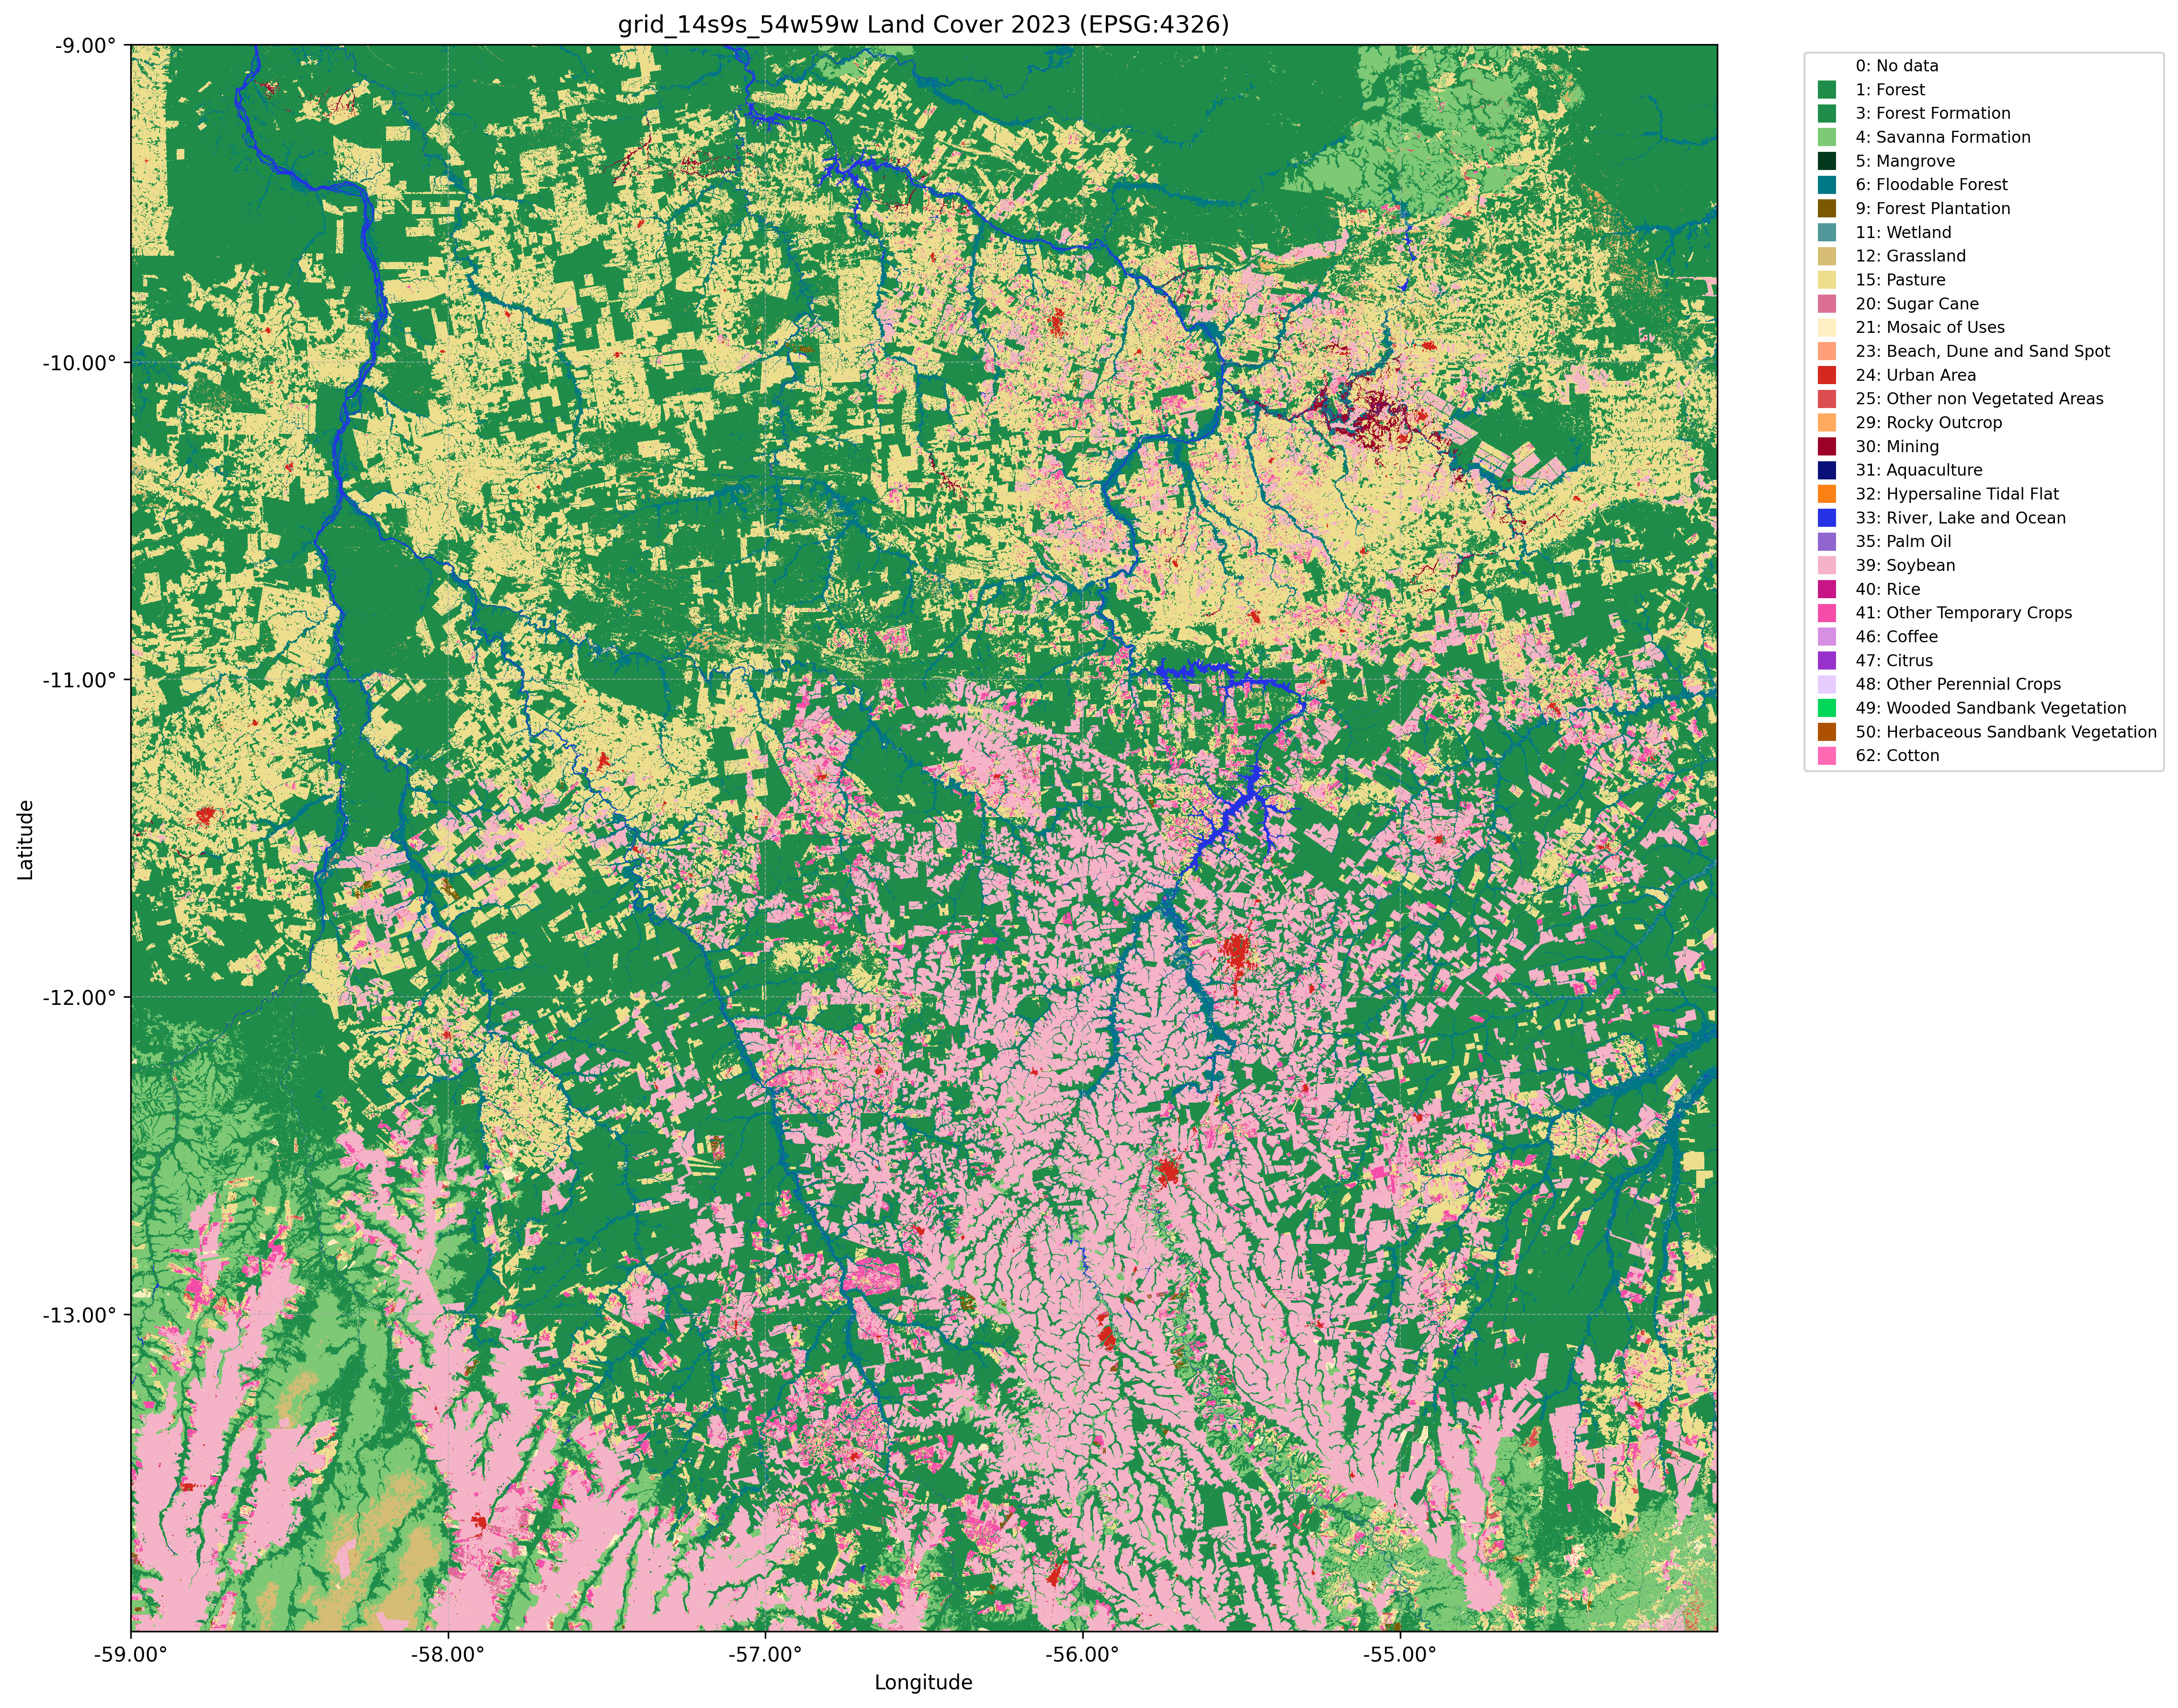 grid_14s9s_54w59w Land Cover 2023 (EPSG:4326)
-9.00°
-10.00°
-11.00°
-12.00°
-13.00°
Latitude
-59.00°
-58.00°
-57.00°
-56.00°
-55.00°
Longitude
0: No data
1: Forest
3: Forest Formation
4: Savanna Formation
5: Mangrove
6: Floodable Forest
9: Forest Plantation
11: Wetland
12: Grassland
15: Pasture
20: Sugar Cane
21: Mosaic of Uses
23: Beach, Dune and Sand Spot
24: Urban Area
25: Other non Vegetated Areas
29: Rocky Outcrop
30: Mining
31: Aquaculture
32: Hypersaline Tidal Flat
33: River, Lake and Ocean
35: Palm Oil
39: Soybean
40: Rice
41: Other Temporary Crops
46: Coffee
47: Citrus
48: Other Perennial Crops
49: Wooded Sandbank Vegetation
50: Herbaceous Sandbank Vegetation
62: Cotton